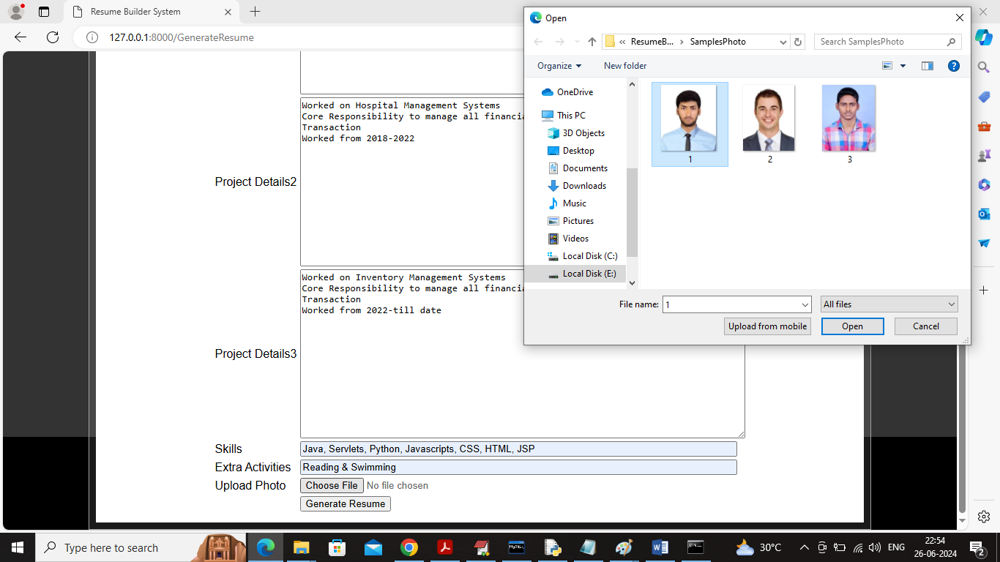 Resume Builder System
127.0.0.1:8000/GenerateResume
Worked on Hospital Management Systems
Core Responsibility to manage all financia
Transaction
Worked from 2018-2022
Project Details2
Worked on Inventory Management Systems
Core Responsibility to manage all financia
Transaction
Worked from 2022-till date
Project Details3
Skills
Java, Servlets, Python, Javascripts, CSS, HTML, JSP
Extra Activities
Reading & Swimming
Upload Photo
Choose File No file chosen
Generate Resume
Open
« ResumeB... › SamplesPhoto
Search SamplesPhoto
Organize
New folder
OneDrive
This PC
3D Objects
Desktop
Documents
Downloads
Music
Pictures
Videos
Local Disk (C:)
Local Disk (E:)
1
2
3
File name: 1
All files
Upload from mobile
Open
Cancel
Type here to search
30°C
ENG
22:54
26-06-2024
2